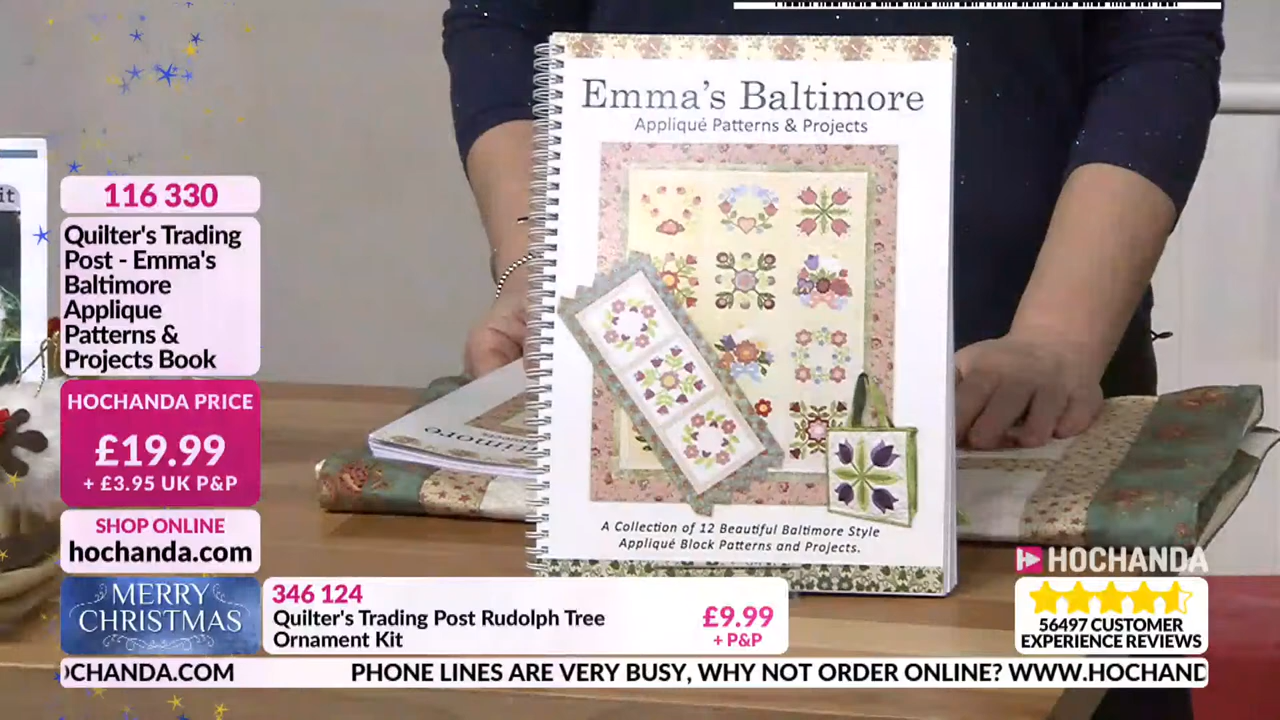 Emma's Baltimore
Appliqué Patterns & Projects
A Collection of 12 Beautiful Baltimore Style
Appliqué Block Patterns and Projects.
it
116 330
Quilter's Trading
Post - Emma's
Baltimore
Applique
Patterns &
Projects Book
HOCHANDA PRICE
£19.99
+ £3.95 UK P&P
SHOP ONLINE
hochanda.com
MERRY
CHRISTMAS
346 124
Quilter's Trading Post Rudolph Tree
Ornament Kit
£9.99
+ P&P
HOCHANDA
56497 CUSTOMER
EXPERIENCE REVIEWS
OCHANDA.COM PHONE LINES ARE VERY BUSY, WHY NOT ORDER ONLINE? WWW.HOCHAND